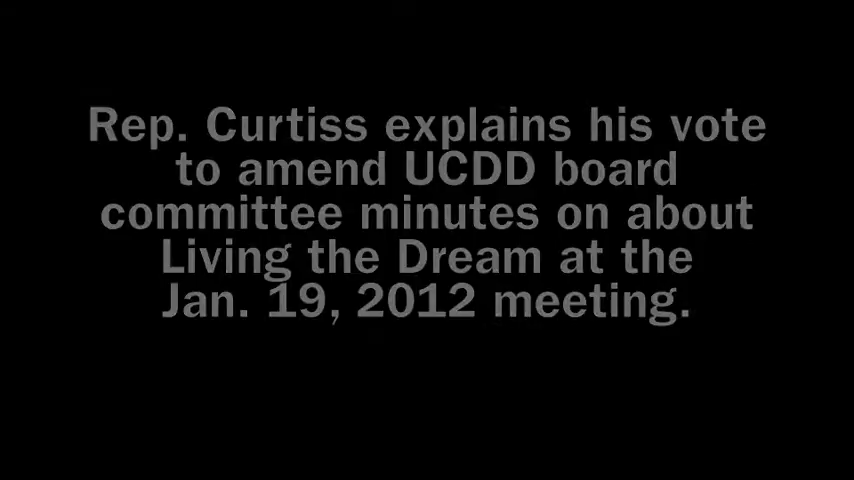 Rep. Curtiss explains his vote
to amend UCDD board
committee minutes on about
Living the Dream at the
Jan. 19, 2012 meeting.